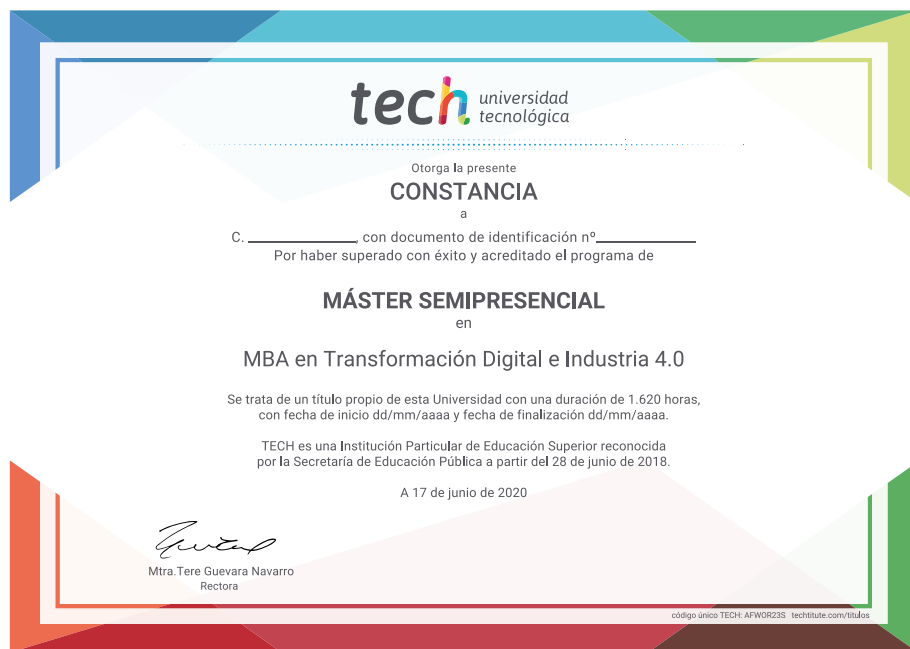 tech universidad
tecnológica
Otorga la presente
CONSTANCIA
a
C. ______________, con documento de identificación nº_____________
Por haber superado con éxito y acreditado el programa de
MÁSTER SEMIPRESENCIAL
en
MBA en Transformación Digital e Industria 4.0
Se trata de un título propio de esta Universidad con una duración de 1.620 horas,
con fecha de inicio dd/mm/aaaa y fecha de finalización dd/mm/aaaa.
TECH es una Institución Particular de Educación Superior reconocida
por la Secretaría de Educación Pública a partir del 28 de junio de 2018.
A 17 de junio de 2020
Mtra.Tere Guevara Navarro
Rectora
código único TECH: AFWOR23S techtitute.com/titulos